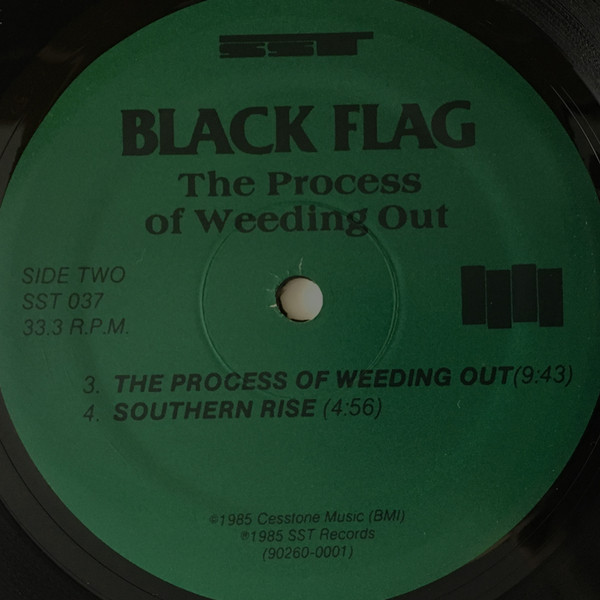 SST
BLACK FLAG
The Process
of Weeding Out
SIDE TWO
SST 037
33.3 R.P.M.
3. THE PROCESS OF WEEDING OUT (9:43)
4. SOUTHERN RISE (4:56)
©1985 Cesstone Music (BMI)
℗1985 SST Records
(90260-0001)